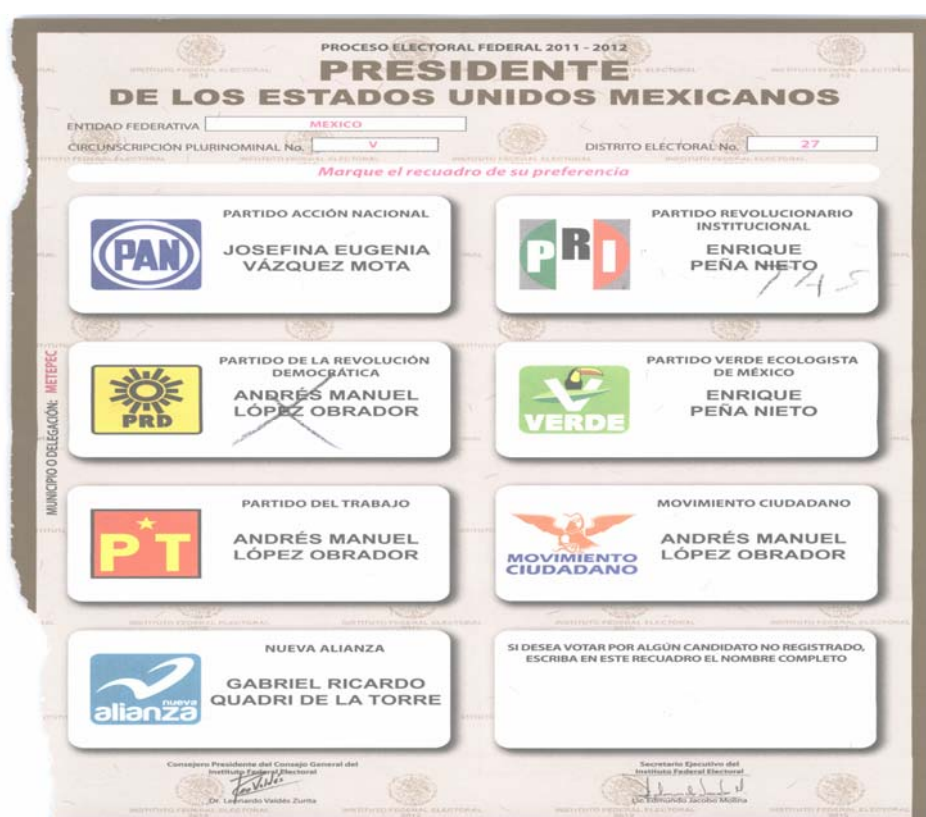 PROCESO ELECTORAL FEDERAL 2011 - 2012
PRESIDENTE
DE LOS ESTADOS UNIDOS MEXICANOS
ENTIDAD FEDERATIVA MEXICO
CIRCUNSCRIPCIÓN PLURINOMINAL No. V
DISTRITO ELECTORAL No. 27
Marque el recuadro de su preferencia
MUNICIPIO O DELEGACIÓN: METEPEC
PAN
PARTIDO ACCIÓN NACIONAL
JOSEFINA EUGENIA
VÁZQUEZ MOTA
PRI
PARTIDO REVOLUCIONARIO
INSTITUCIONAL
ENRIQUE
PEÑA NIETO
PRD
PARTIDO DE LA REVOLUCIÓN
DEMOCRÁTICA
ANDRÉS MANUEL
LÓPEZ OBRADOR
VERDE
PARTIDO VERDE ECOLOGISTA
DE MÉXICO
ENRIQUE
PEÑA NIETO
PT
PARTIDO DEL TRABAJO
ANDRÉS MANUEL
LÓPEZ OBRADOR
MOVIMIENTO
CIUDADANO
MOVIMIENTO CIUDADANO
ANDRÉS MANUEL
LÓPEZ OBRADOR
nueva
alianza
NUEVA ALIANZA
GABRIEL RICARDO
QUADRI DE LA TORRE
SI DESEA VOTAR POR ALGÚN CANDIDATO NO REGISTRADO,
ESCRIBA EN ESTE RECUADRO EL NOMBRE COMPLETO
Consejero Presidente del Consejo General del
Instituto Federal Electoral
Dr. Leonardo Valdés Zurita
Secretario Ejecutivo del
Instituto Federal Electoral
Lic. Edmundo Jacobo Molina